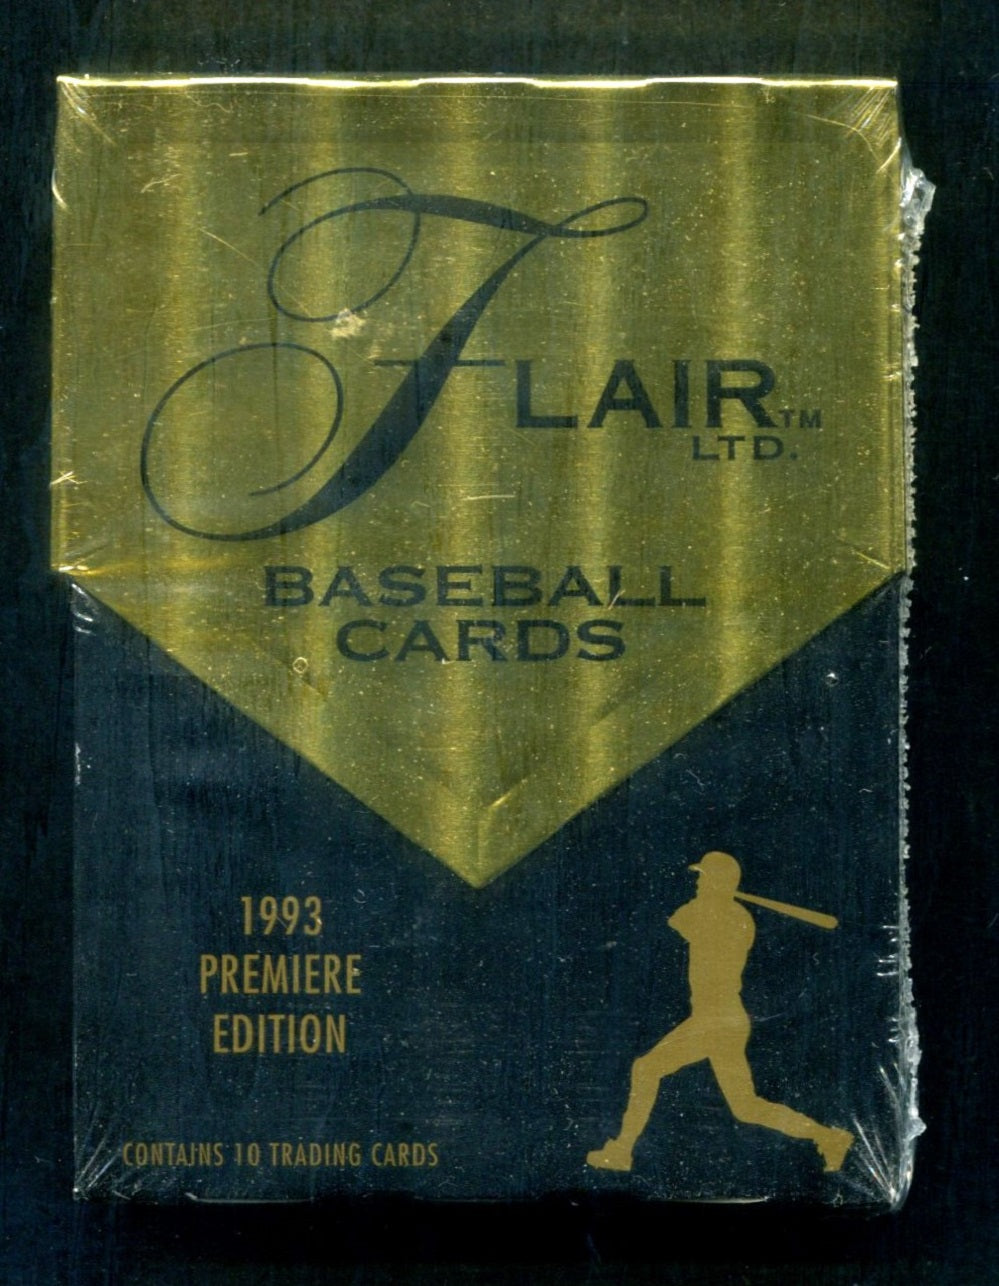 FLAIR™
LTD.
BASEBALL
CARDS
1993
PREMIERE
EDITION
CONTAINS 10 TRADING CARDS